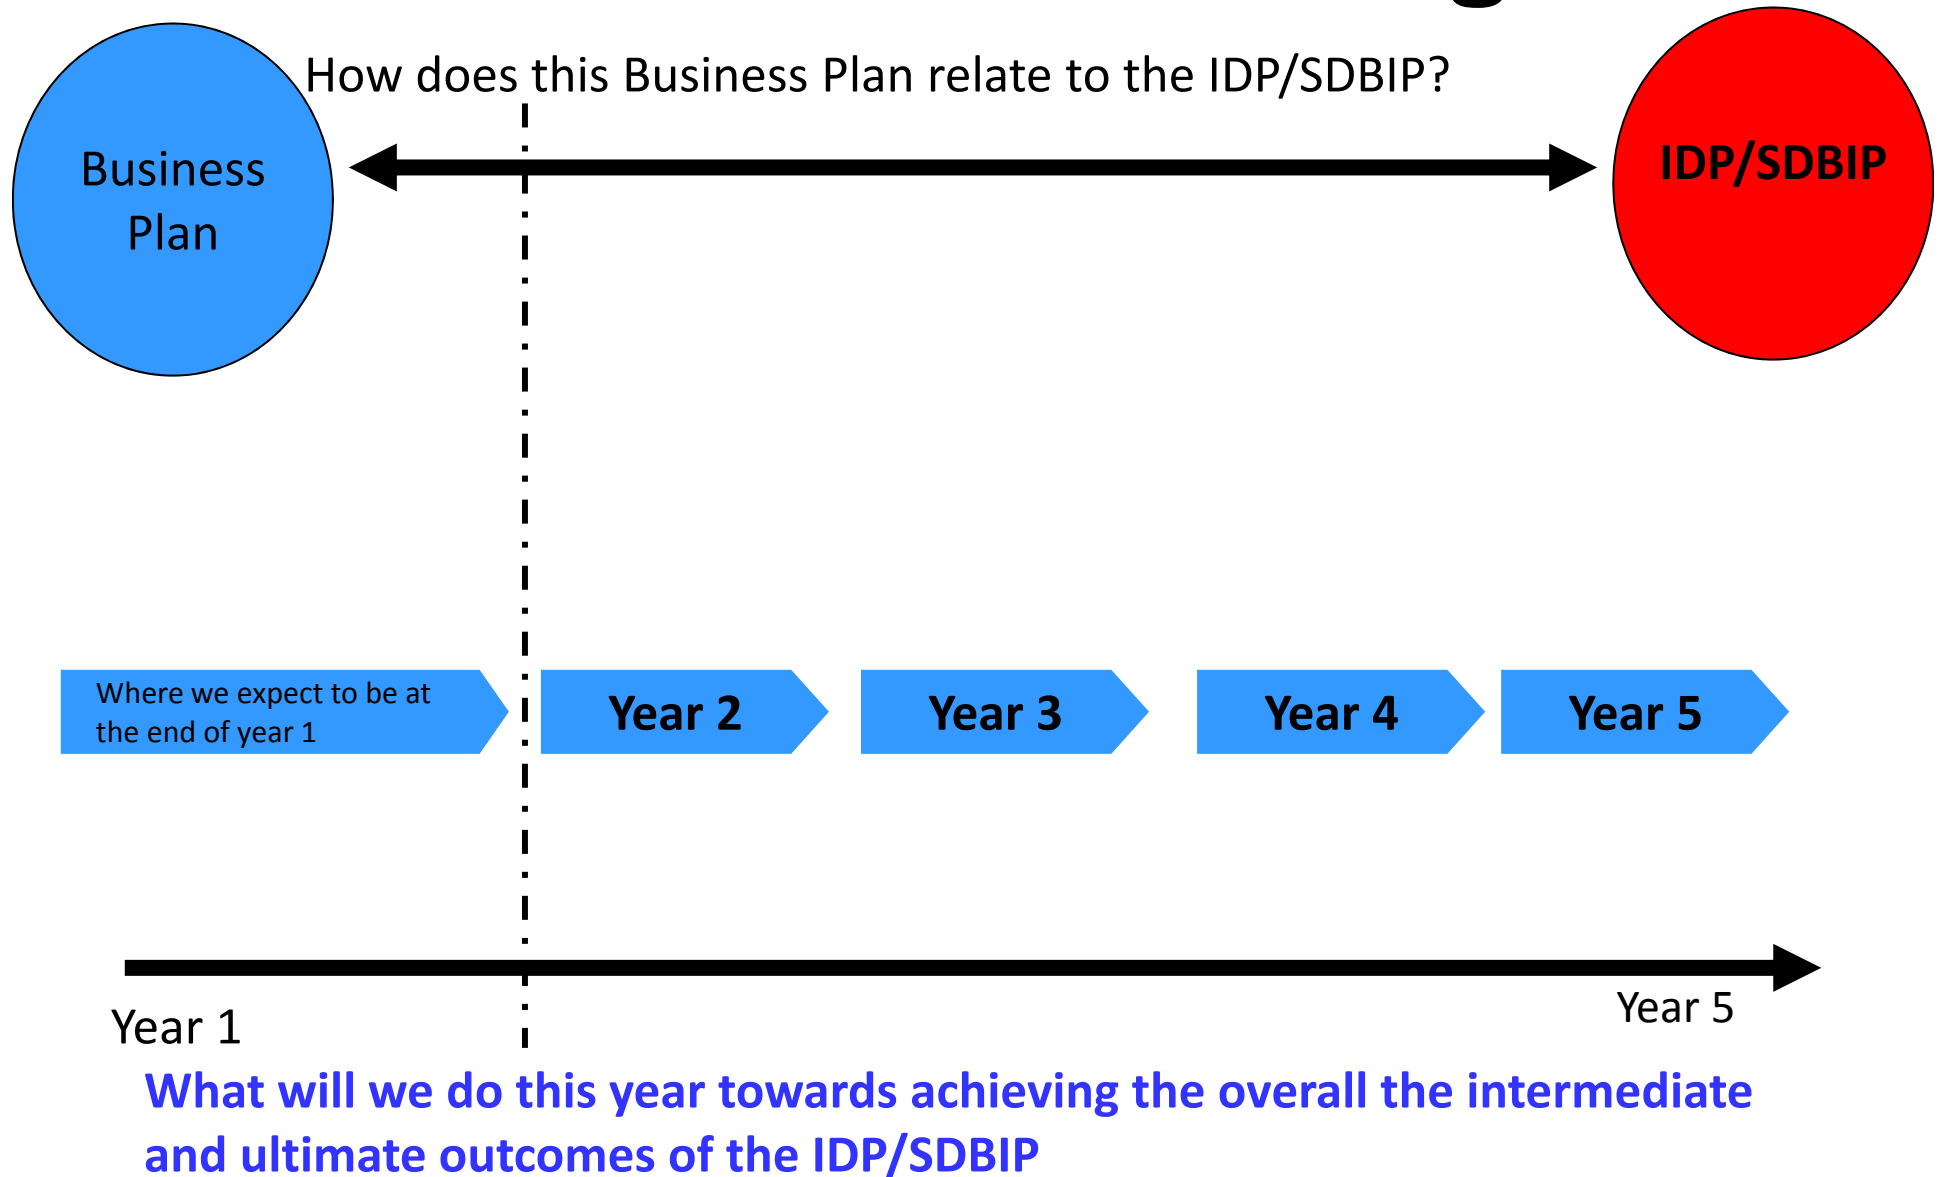 How does this Business Plan relate to the IDP/SDBIP?
Business
Plan
IDP/SDBIP
Where we expect to be at
the end of year 1
Year 2
Year 3
Year 4
Year 5
Year 1
Year 5
What will we do this year towards achieving the overall the intermediate
and ultimate outcomes of the IDP/SDBIP